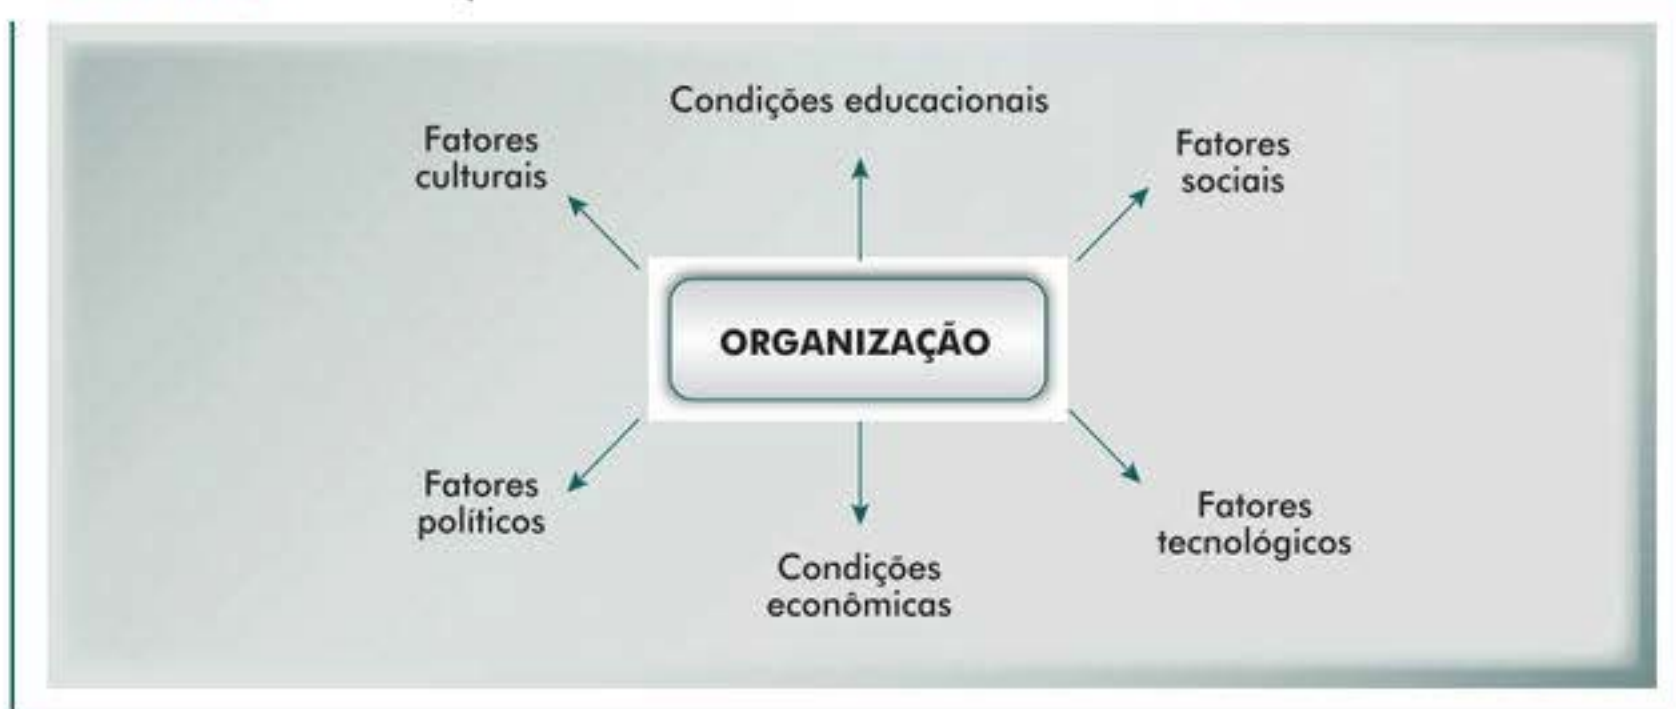 Condições educacionais
Fatores
culturais
Fatores
sociais
ORGANIZAÇÃO
Fatores
políticos
Condições
econômicas
Fatores
tecnológicos